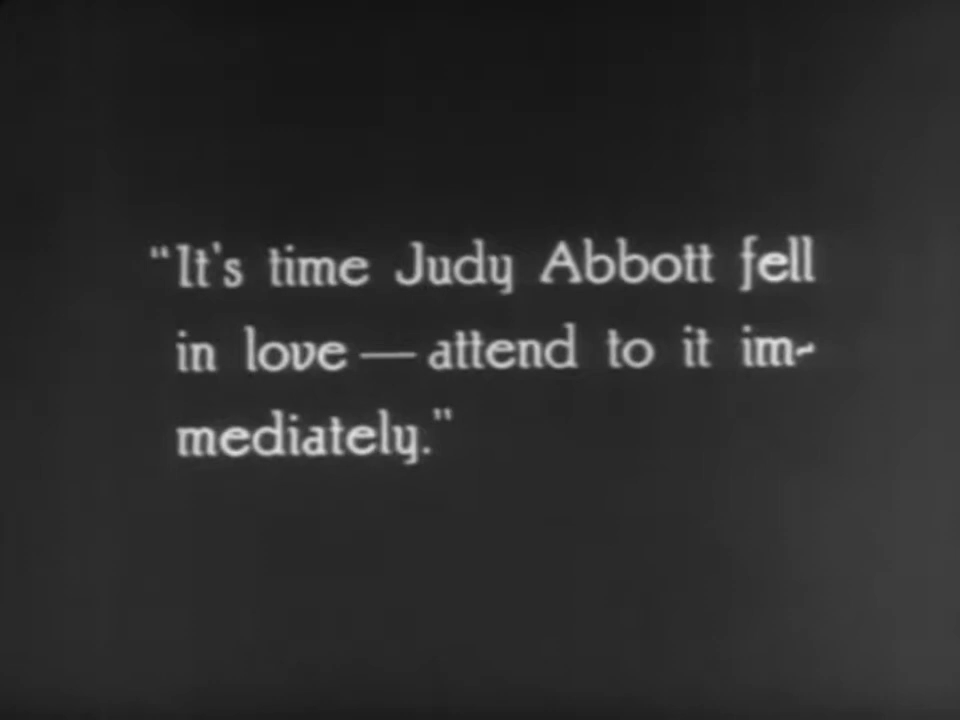 "It's time Judy Abbott fell
in love — attend to it im-
mediately."